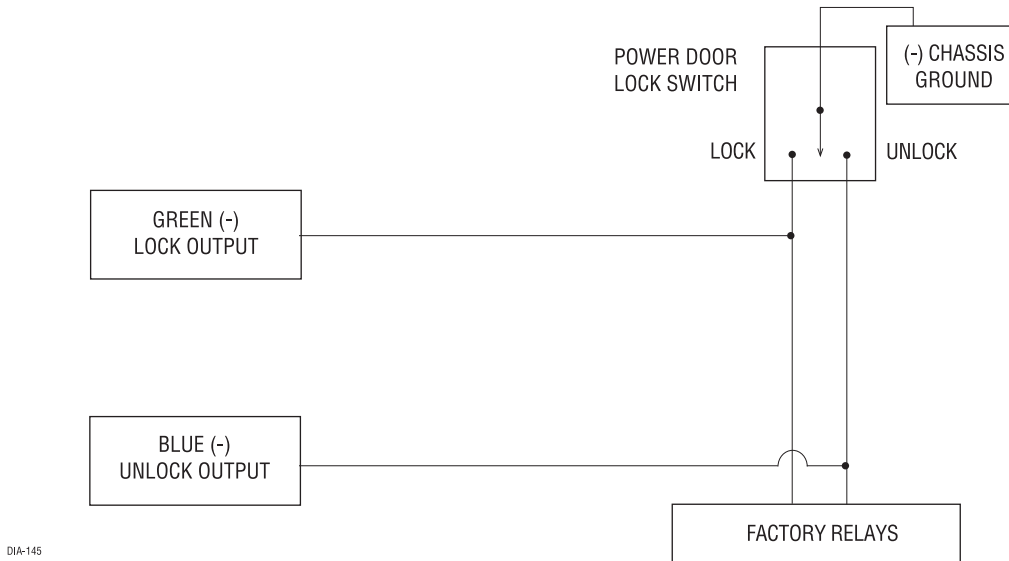 POWER DOOR
LOCK SWITCH
(-) CHASSIS
GROUND
LOCK
UNLOCK
GREEN (-)
LOCK OUTPUT
BLUE (-)
UNLOCK OUTPUT
FACTORY RELAYS
DIA-145